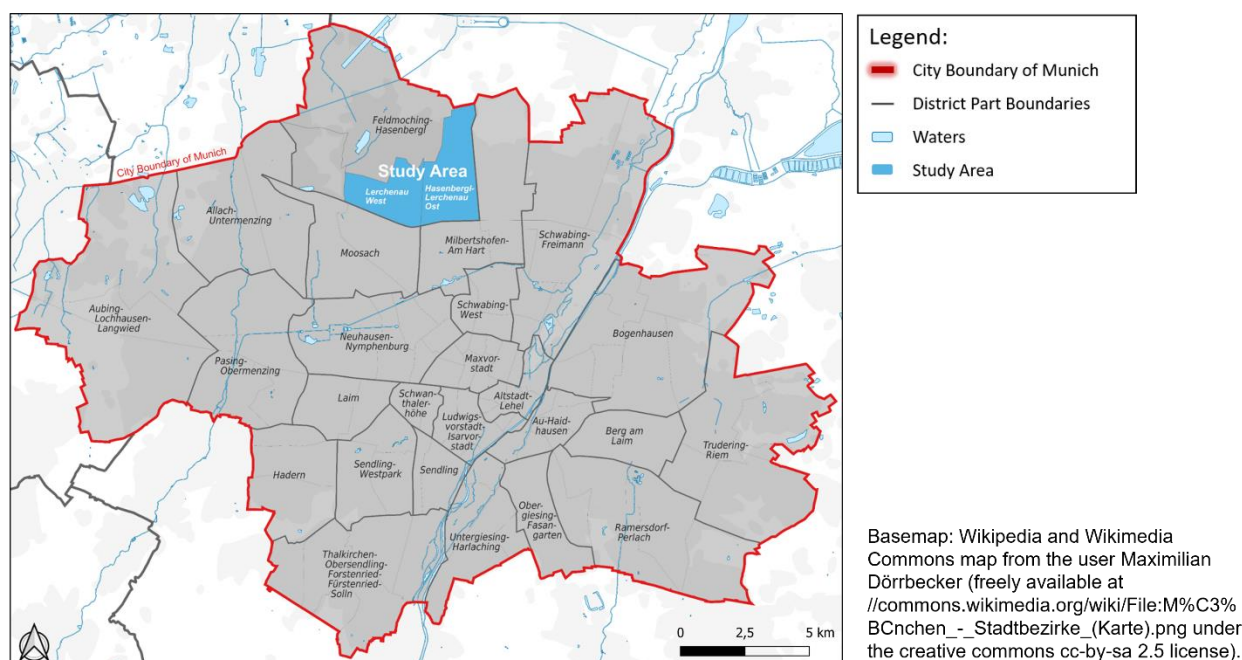 Legend:
City Boundary of Munich
District Part Boundaries
Waters
Study Area
City Boundary of Munich
Feldmoching-
Hasenbergl
Study Area
Lerchenau
West
Hasenbergl-
Lerchenau
Ost
Allach-
Untermenzing
Moosach
Milbertshofen-
Am Hart
Schwabing-
Freimann
Aubing-
Lochhausen-
Langwied
Schwabing-
West
Neuhausen-
Nymphenburg
Bogenhausen
Pasing-
Obermenzing
Maxvor-
stadt
Laim
Schwan-
thaler-
höhe
Altstadt-
Lehel
Ludwigs-
vorstadt-
Isarvor-
stadt
Au-Haid-
hausen
Berg am
Laim
Trudering-
Riem
Hadern
Sendling-
Westpark
Sendling
Ober-
giesing-
Fasan-
garten
Ramersdorf-
Perlach
Untergiesing-
Harlaching
Thalkirchen-
Obersendling-
Forstenried-
Fürstenried-
Solln
0 2,5 5 km
Basemap: Wikipedia and Wikimedia
Commons map from the user Maximilian
Dörrbecker (freely available at
//commons.wikimedia.org/wiki/File:M%C3%
BCnchen_-_Stadtbezirke_(Karte).png under
the creative commons cc-by-sa 2.5 license).